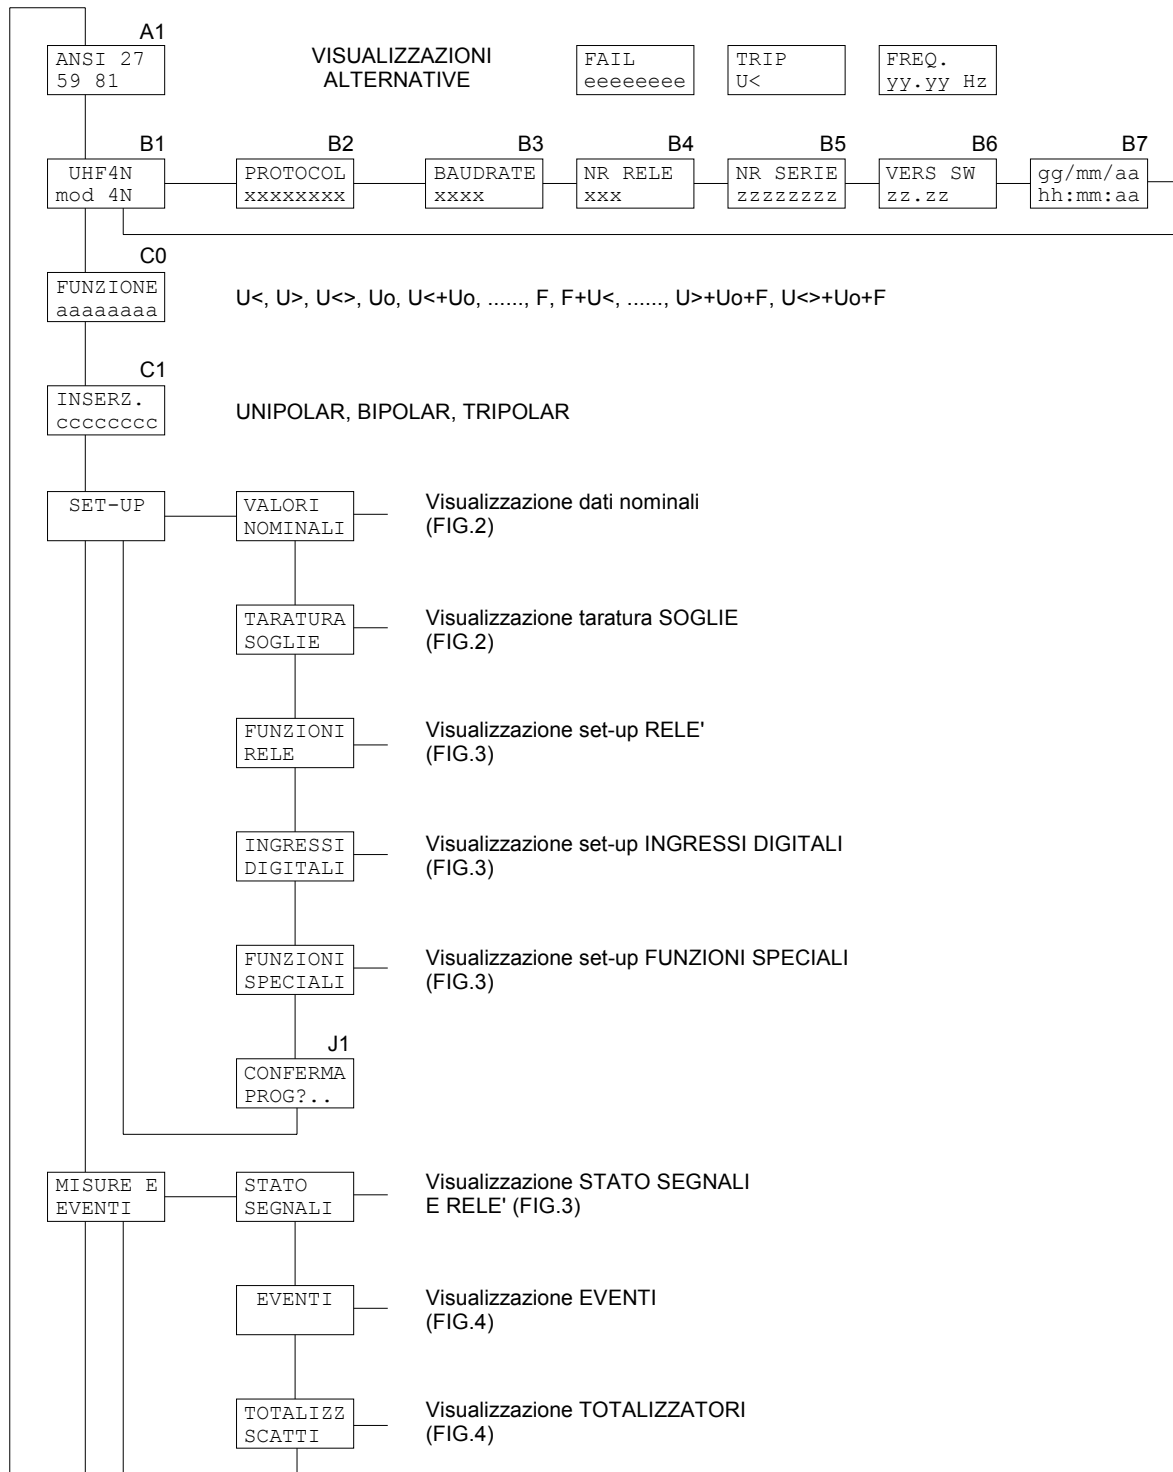 A1
ANSI 27
59 81
VISUALIZZAZIONI
ALTERNATIVE
FAIL
eeeeeeee
TRIP
U<
FREQ.
yy.yy Hz
B1
UHF4N
mod 4N
B2
PROTOCOL
xxxxxxxx
B3
BAUDRATE
xxxx
B4
NR RELE
xxx
B5
NR SERIE
zzzzzzzz
B6
VERS SW
zz.zz
B7
gg/mm/aa
hh:mm:aa
C0
FUNZIONE
aaaaaaaa
U<, U>, U<>, Uo, U<+Uo, ......, F, F+U<, ......, U>+Uo+F, U<>+Uo+F
C1
INSERZ.
cccccccc
UNIPOLAR, BIPOLAR, TRIPOLAR
SET-UP
VALORI
NOMINALI
Visualizzazione dati nominali
(FIG.2)
TARATURA
SOGLIE
Visualizzazione taratura SOGLIE
(FIG.2)
FUNZIONI
RELE
Visualizzazione set-up RELE'
(FIG.3)
INGRESSI
DIGITALI
Visualizzazione set-up INGRESSI DIGITALI
(FIG.3)
FUNZIONI
SPECIALI
Visualizzazione set-up FUNZIONI SPECIALI
(FIG.3)
J1
CONFERMA
PROG?..
MISURE E
EVENTI
STATO
SEGNALI
Visualizzazione STATO SEGNALI
E RELE' (FIG.3)
EVENTI
Visualizzazione EVENTI
(FIG.4)
TOTALIZZ
SCATTI
Visualizzazione TOTALIZZATORI
(FIG.4)